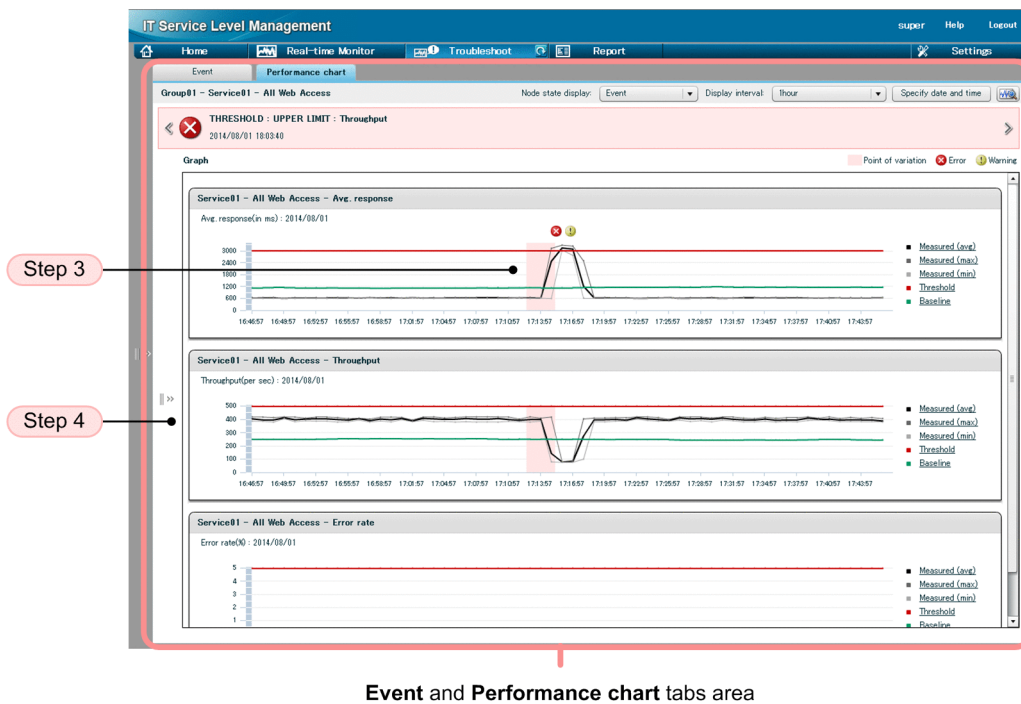 IT Service Level Management
super Help Logout
Home Real-time Monitor Troubleshoot Report Settings
Event Performance chart
Group01 - Service01 - All Web Access
Node state display: Event Display interval: 1hour Specify date and time
THRESHOLD : UPPER LIMIT : Throughput
2014/08/01 18:03:40
Graph
Point of variation Error Warning
Service01 - All Web Access - Avg. response
Avg. response(in ms) : 2014/08/01
3000
2400
1800
1200
600
0
16:46:57 16:49:57 16:52:57 16:55:57 16:58:57 17:01:57 17:04:57 17:07:57 17:10:57 17:13:57 17:16:57 17:19:57 17:22:57 17:25:57 17:28:57 17:31:57 17:34:57 17:37:57 17:40:57 17:43:57
Measured (avg)
Measured (max)
Measured (min)
Threshold
Baseline
Step 3
Service01 - All Web Access - Throughput
Throughput(per sec) : 2014/08/01
500
400
300
200
100
0
16:46:57 16:49:57 16:52:57 16:55:57 16:58:57 17:01:57 17:04:57 17:07:57 17:10:57 17:13:57 17:16:57 17:19:57 17:22:57 17:25:57 17:28:57 17:31:57 17:34:57 17:37:57 17:40:57 17:43:57
Measured (avg)
Measured (max)
Measured (min)
Threshold
Baseline
Step 4
Service01 - All Web Access - Error rate
Error rate(%) : 2014/08/01
5
4
3
2
1
Measured (avg)
Measured (max)
Measured (min)
Threshold
Baseline
Event and Performance chart tabs area